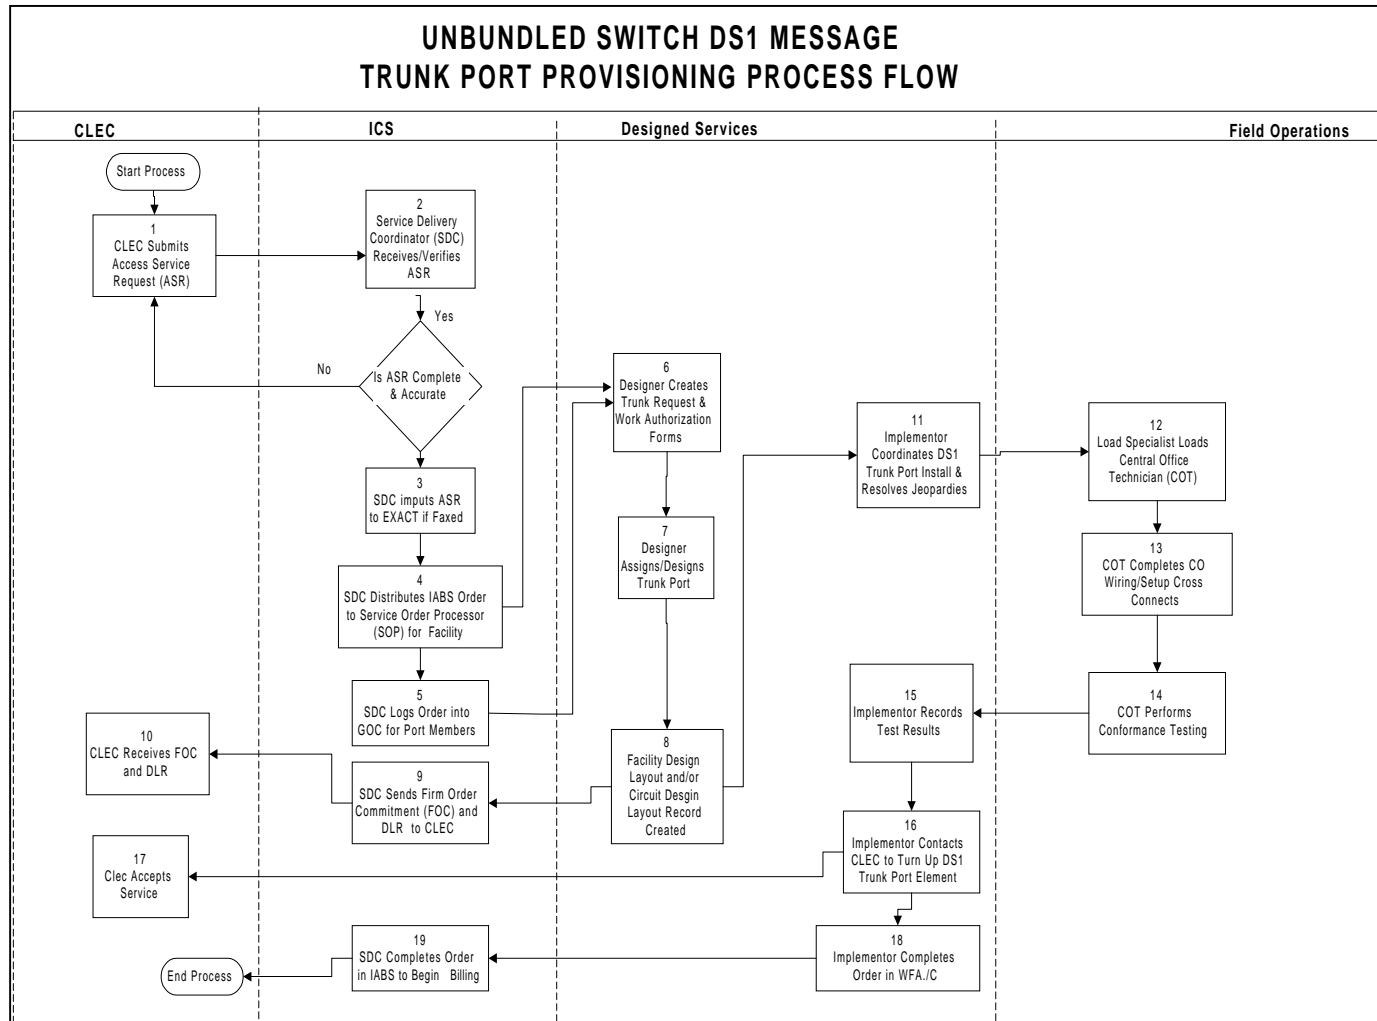 UNBUNDLED SWITCH DS1 MESSAGE
TRUNK PORT PROVISIONING PROCESS FLOW
CLEC
ICS
Designed Services
Field Operations
Start Process
1
CLEC Submits
Access Service
Request (ASR)
2
Service Delivery
Coordinator (SDC)
Receives/Verifies
ASR
Yes
No
Is ASR Complete
& Accurate
3
SDC imputs ASR
to EXACT if Faxed
4
SDC Distributes IABS Order
to Service Order Processor
(SOP) for Facility
5
SDC Logs Order into
GOC for Port Members
6
Designer Creates
Trunk Request &
Work Authorization
Forms
7
Designer
Assigns/Designs
Trunk Port
8
Facility Design
Layout and/or
Circuit Desgin
Layout Record
Created
9
SDC Sends Firm Order
Commitment (FOC) and
DLR to CLEC
10
CLEC Receives FOC
and DLR
11
Implementor
Coordinates DS1
Trunk Port Install &
Resolves Jeopardies
12
Load Specialist Loads
Central Office
Technician (COT)
13
COT Completes CO
Wiring/Setup Cross
Connects
14
COT Performs
Conformance Testing
15
Implementor Records
Test Results
16
Implementor Contacts
CLEC to Turn Up DS1
Trunk Port Element
17
Clec Accepts
Service
18
Implementor Completes
Order in WFA./C
19
SDC Completes Order
in IABS to Begin Billing
End Process